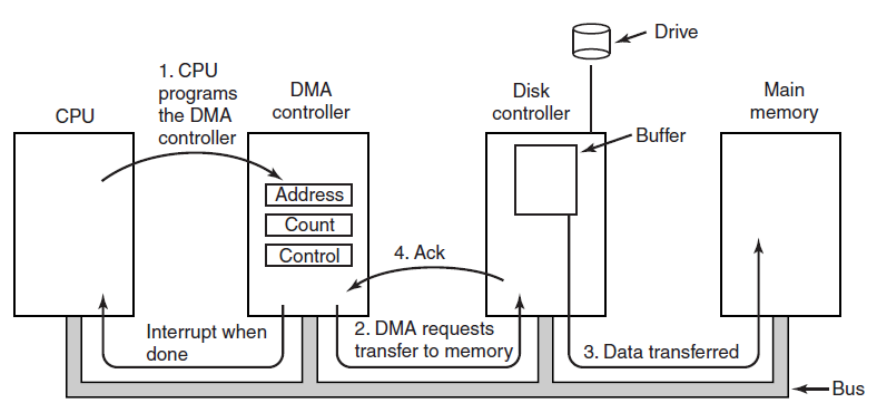 Drive
1. CPU
programs
the DMA
controller
CPU
DMA
controller
Disk
controller
Main
memory
Buffer
Address
Count
Control
4. Ack
Interrupt when
done
2. DMA requests
transfer to memory
3. Data transferred
Bus